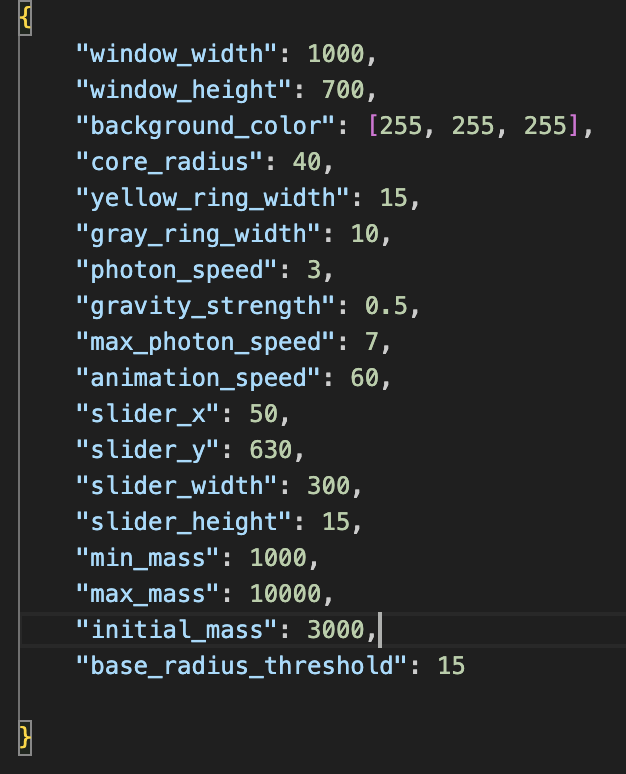 {
"window_width": 1000,
"window_height": 700,
"background_color": [255, 255, 255],
"core_radius": 40,
"yellow_ring_width": 15,
"gray_ring_width": 10,
"photon_speed": 3,
"gravity_strength": 0.5,
"max_photon_speed": 7,
"animation_speed": 60,
"slider_x": 50,
"slider_y": 630,
"slider_width": 300,
"slider_height": 15,
"min_mass": 1000,
"max_mass": 10000,
"initial_mass": 3000,
"base_radius_threshold": 15
}